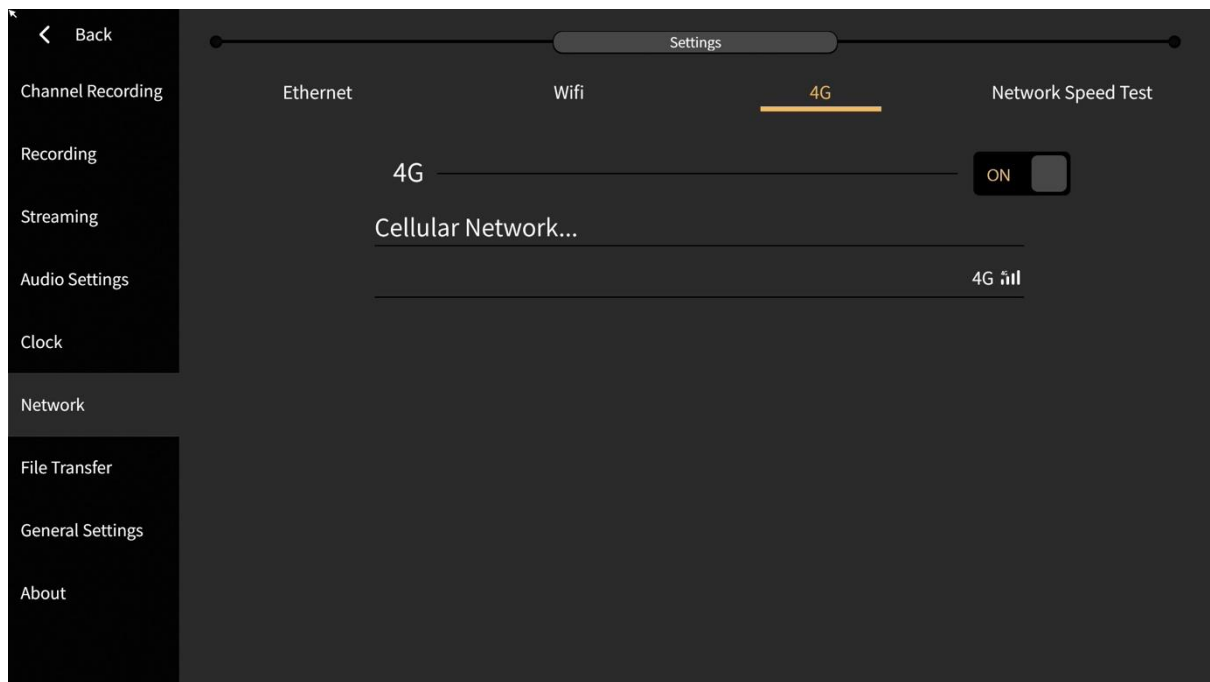 Back
Settings
Channel Recording
Recording
Streaming
Audio Settings
Clock
Network
File Transfer
General Settings
About
Ethernet
Wifi
4G
Network Speed Test
4G
ON
Cellular Network...
4G